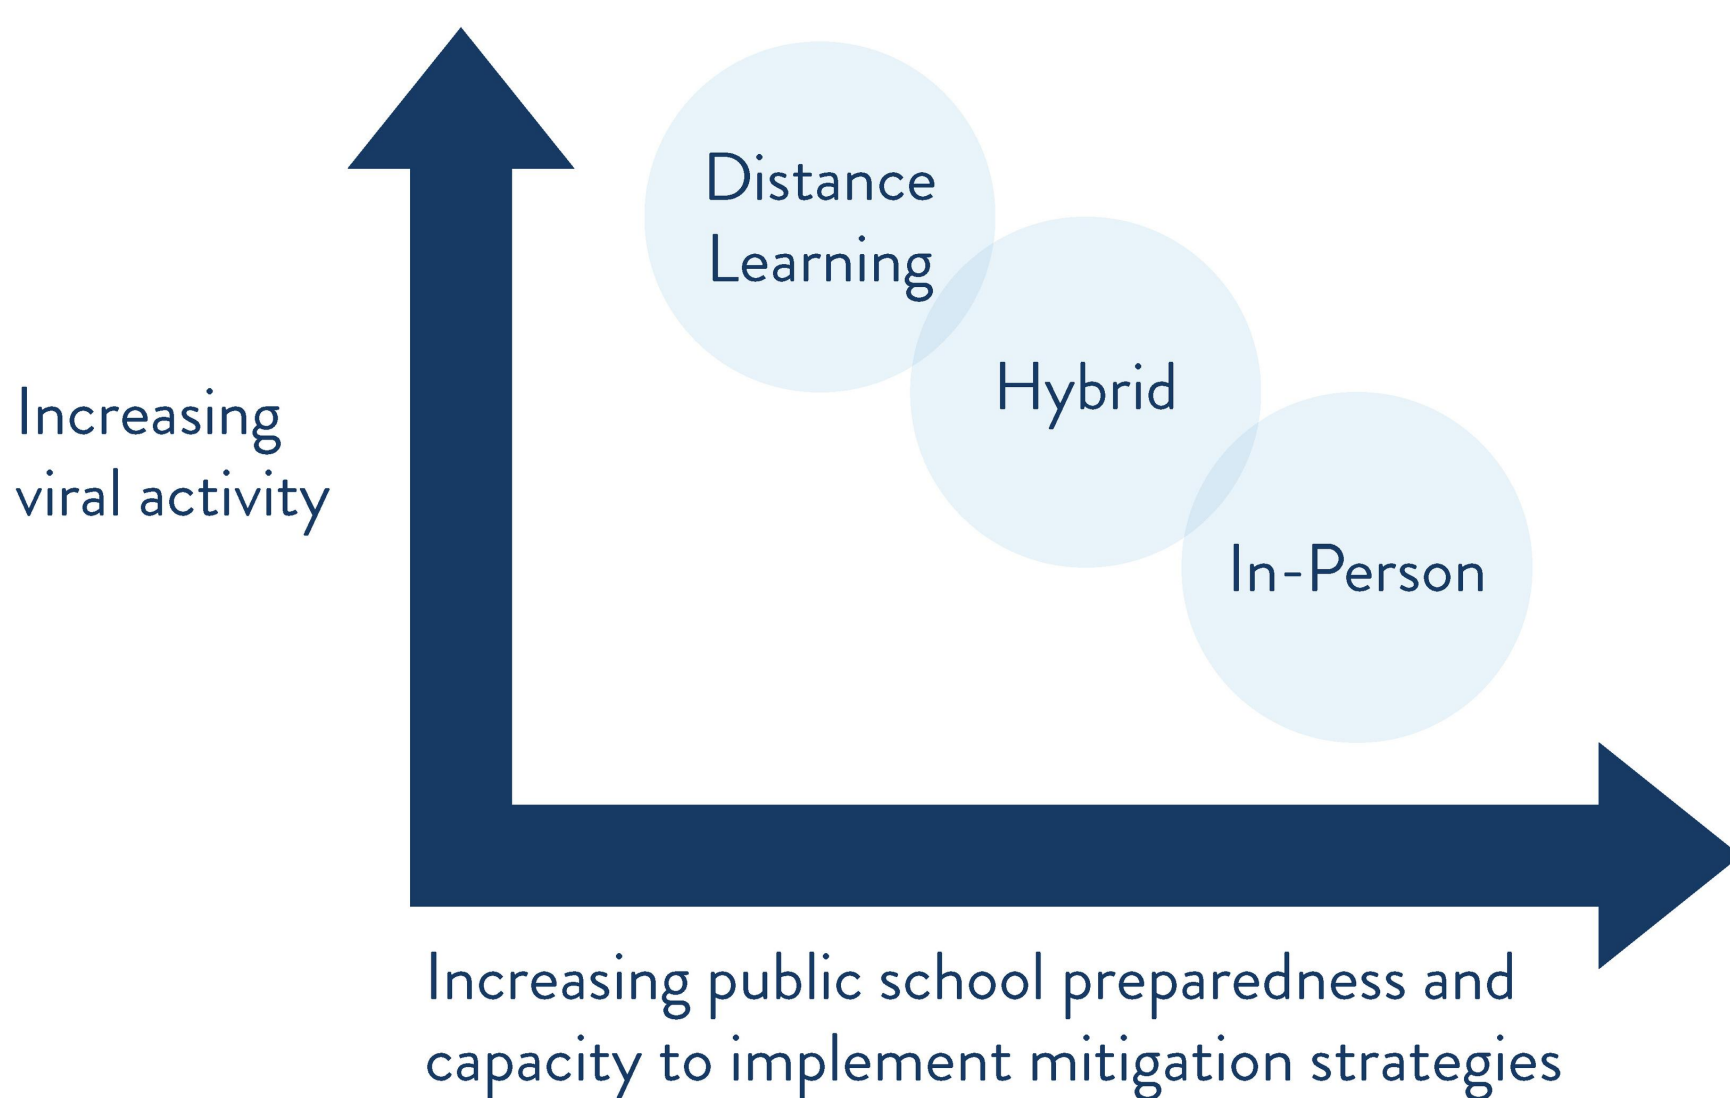 Distance
Learning
Hybrid
In-Person
Increasing
viral activity
Increasing public school preparedness and
capacity to implement mitigation strategies